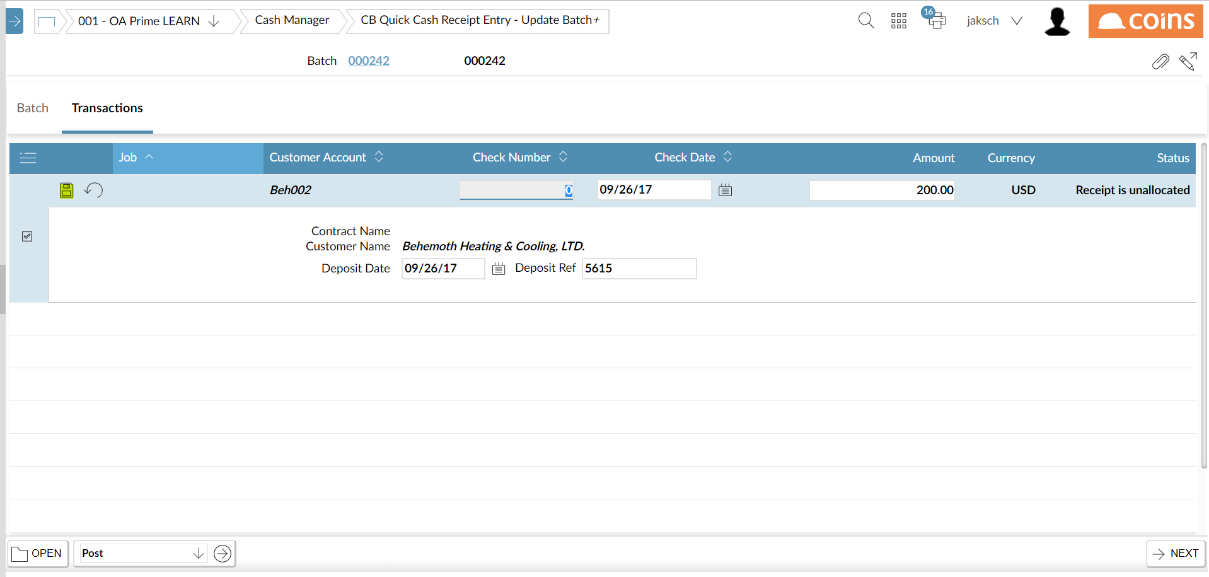 001 - OA Prime LEARN Cash Manager CB Quick Cash Receipt Entry - Update Batch 16 jaksch coins
Batch 000242 000242
Batch Transactions
Job Customer Account Check Number Check Date Amount Currency Status
Beh002 0 09/26/17 200.00 USD Receipt is unallocated
Contract Name
Customer Name Behemoth Heating & Cooling, LTD.
Deposit Date 09/26/17 Deposit Ref 5615
OPEN Post NEXT